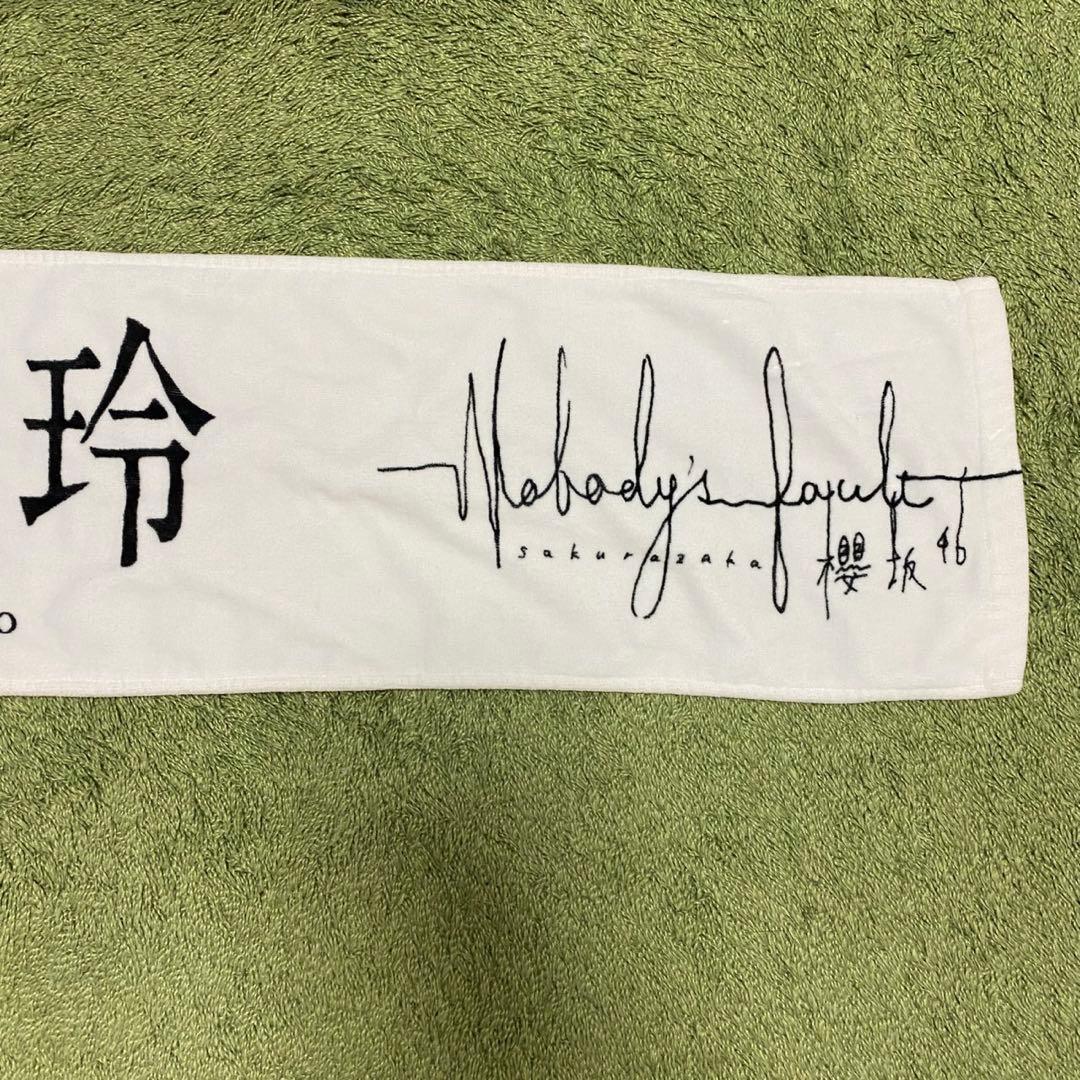 玲
o
Nobody's fault
sakurazaka
櫻坂46